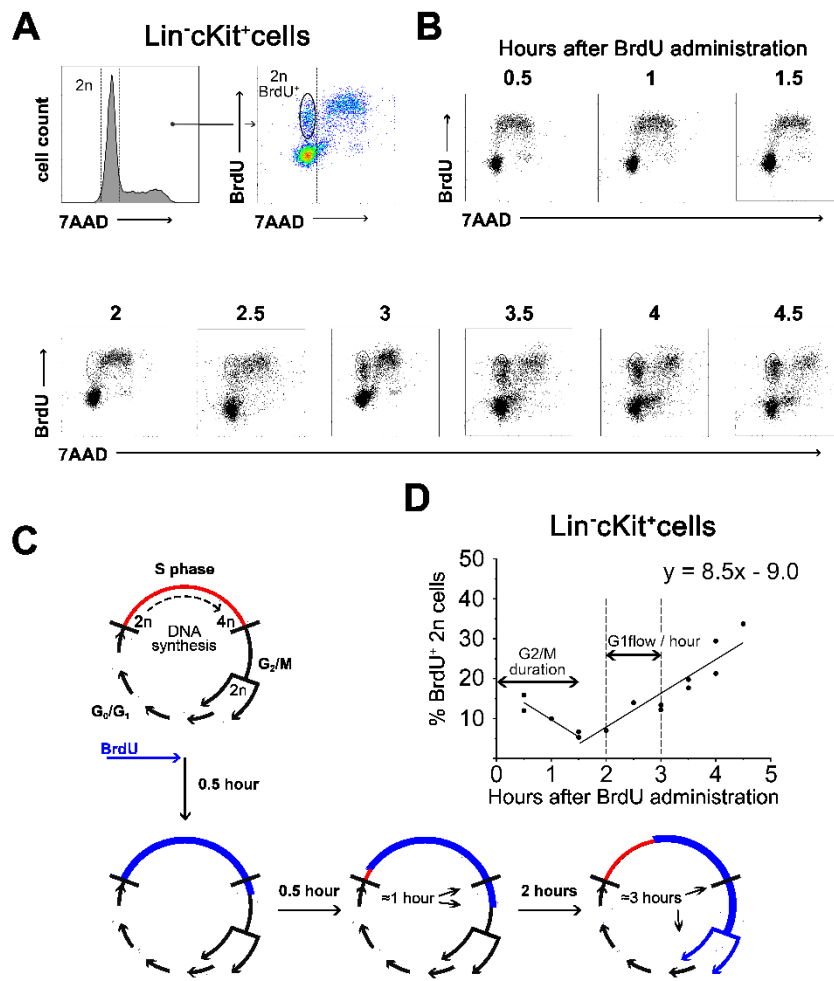 A
Lin⁻cKit⁺cells
2n
cell count
7AAD
2n
BrdU⁺
BrdU
7AAD
B
Hours after BrdU administration
0.5
1
1.5
BrdU
7AAD
2
2.5
3
3.5
4
4.5
BrdU
7AAD
C
S phase
2n
4n
DNA
synthesis
G₂/M
2n
G₀/G₁
BrdU
0.5 hour
0.5 hour
≈1 hour
2 hours
≈3 hours
D
Lin⁻cKit⁺cells
y = 8.5x - 9.0
% BrdU⁺ 2n cells
50
40
30
20
10
G2/M
duration
G1flow / hour
0 1 2 3 4 5
Hours after BrdU administration